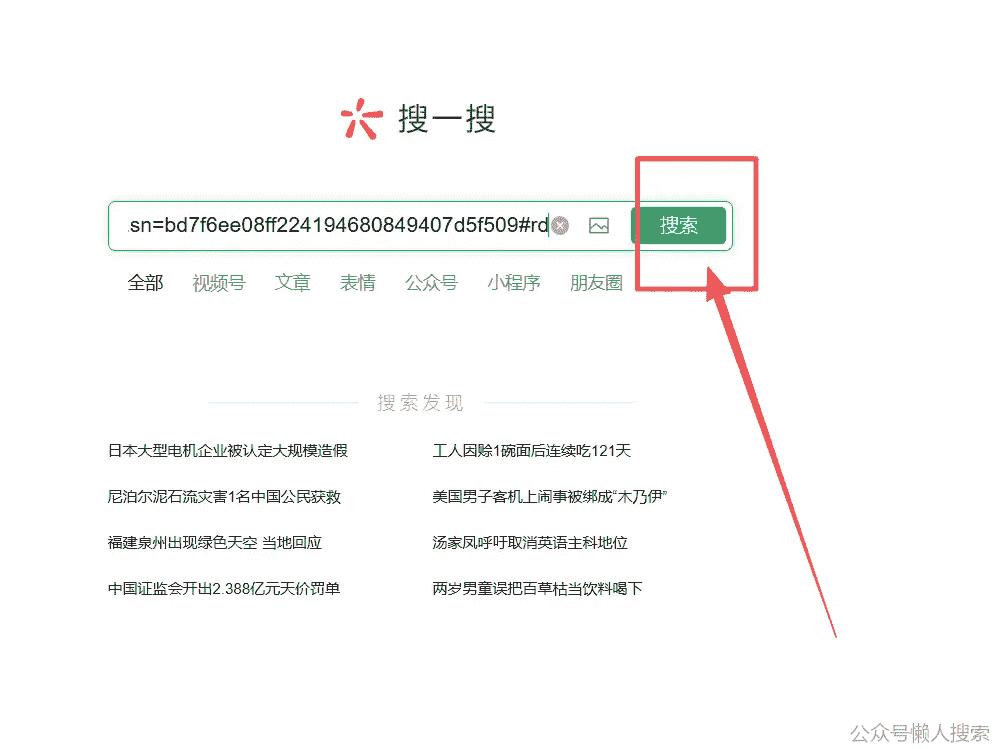 搜一搜
.sn=bd7f6ee08ff224194680849407d5f509#rd
搜索
全部 视频号 文章 表情 公众号 小程序 朋友圈
搜索发现
日本大型电机企业被认定大规模造假 工人因赊1碗面后连续吃121天
尼泊尔泥石流灾害1名中国公民获救 美国男子客机上闹事被绑成“木乃伊”
福建泉州出现绿色天空 当地回应 汤家凤呼吁取消英语主科地位
中国证监会开出2.388亿元天价罚单 两岁男童误把百草枯当饮料喝下
公众号懒人搜索